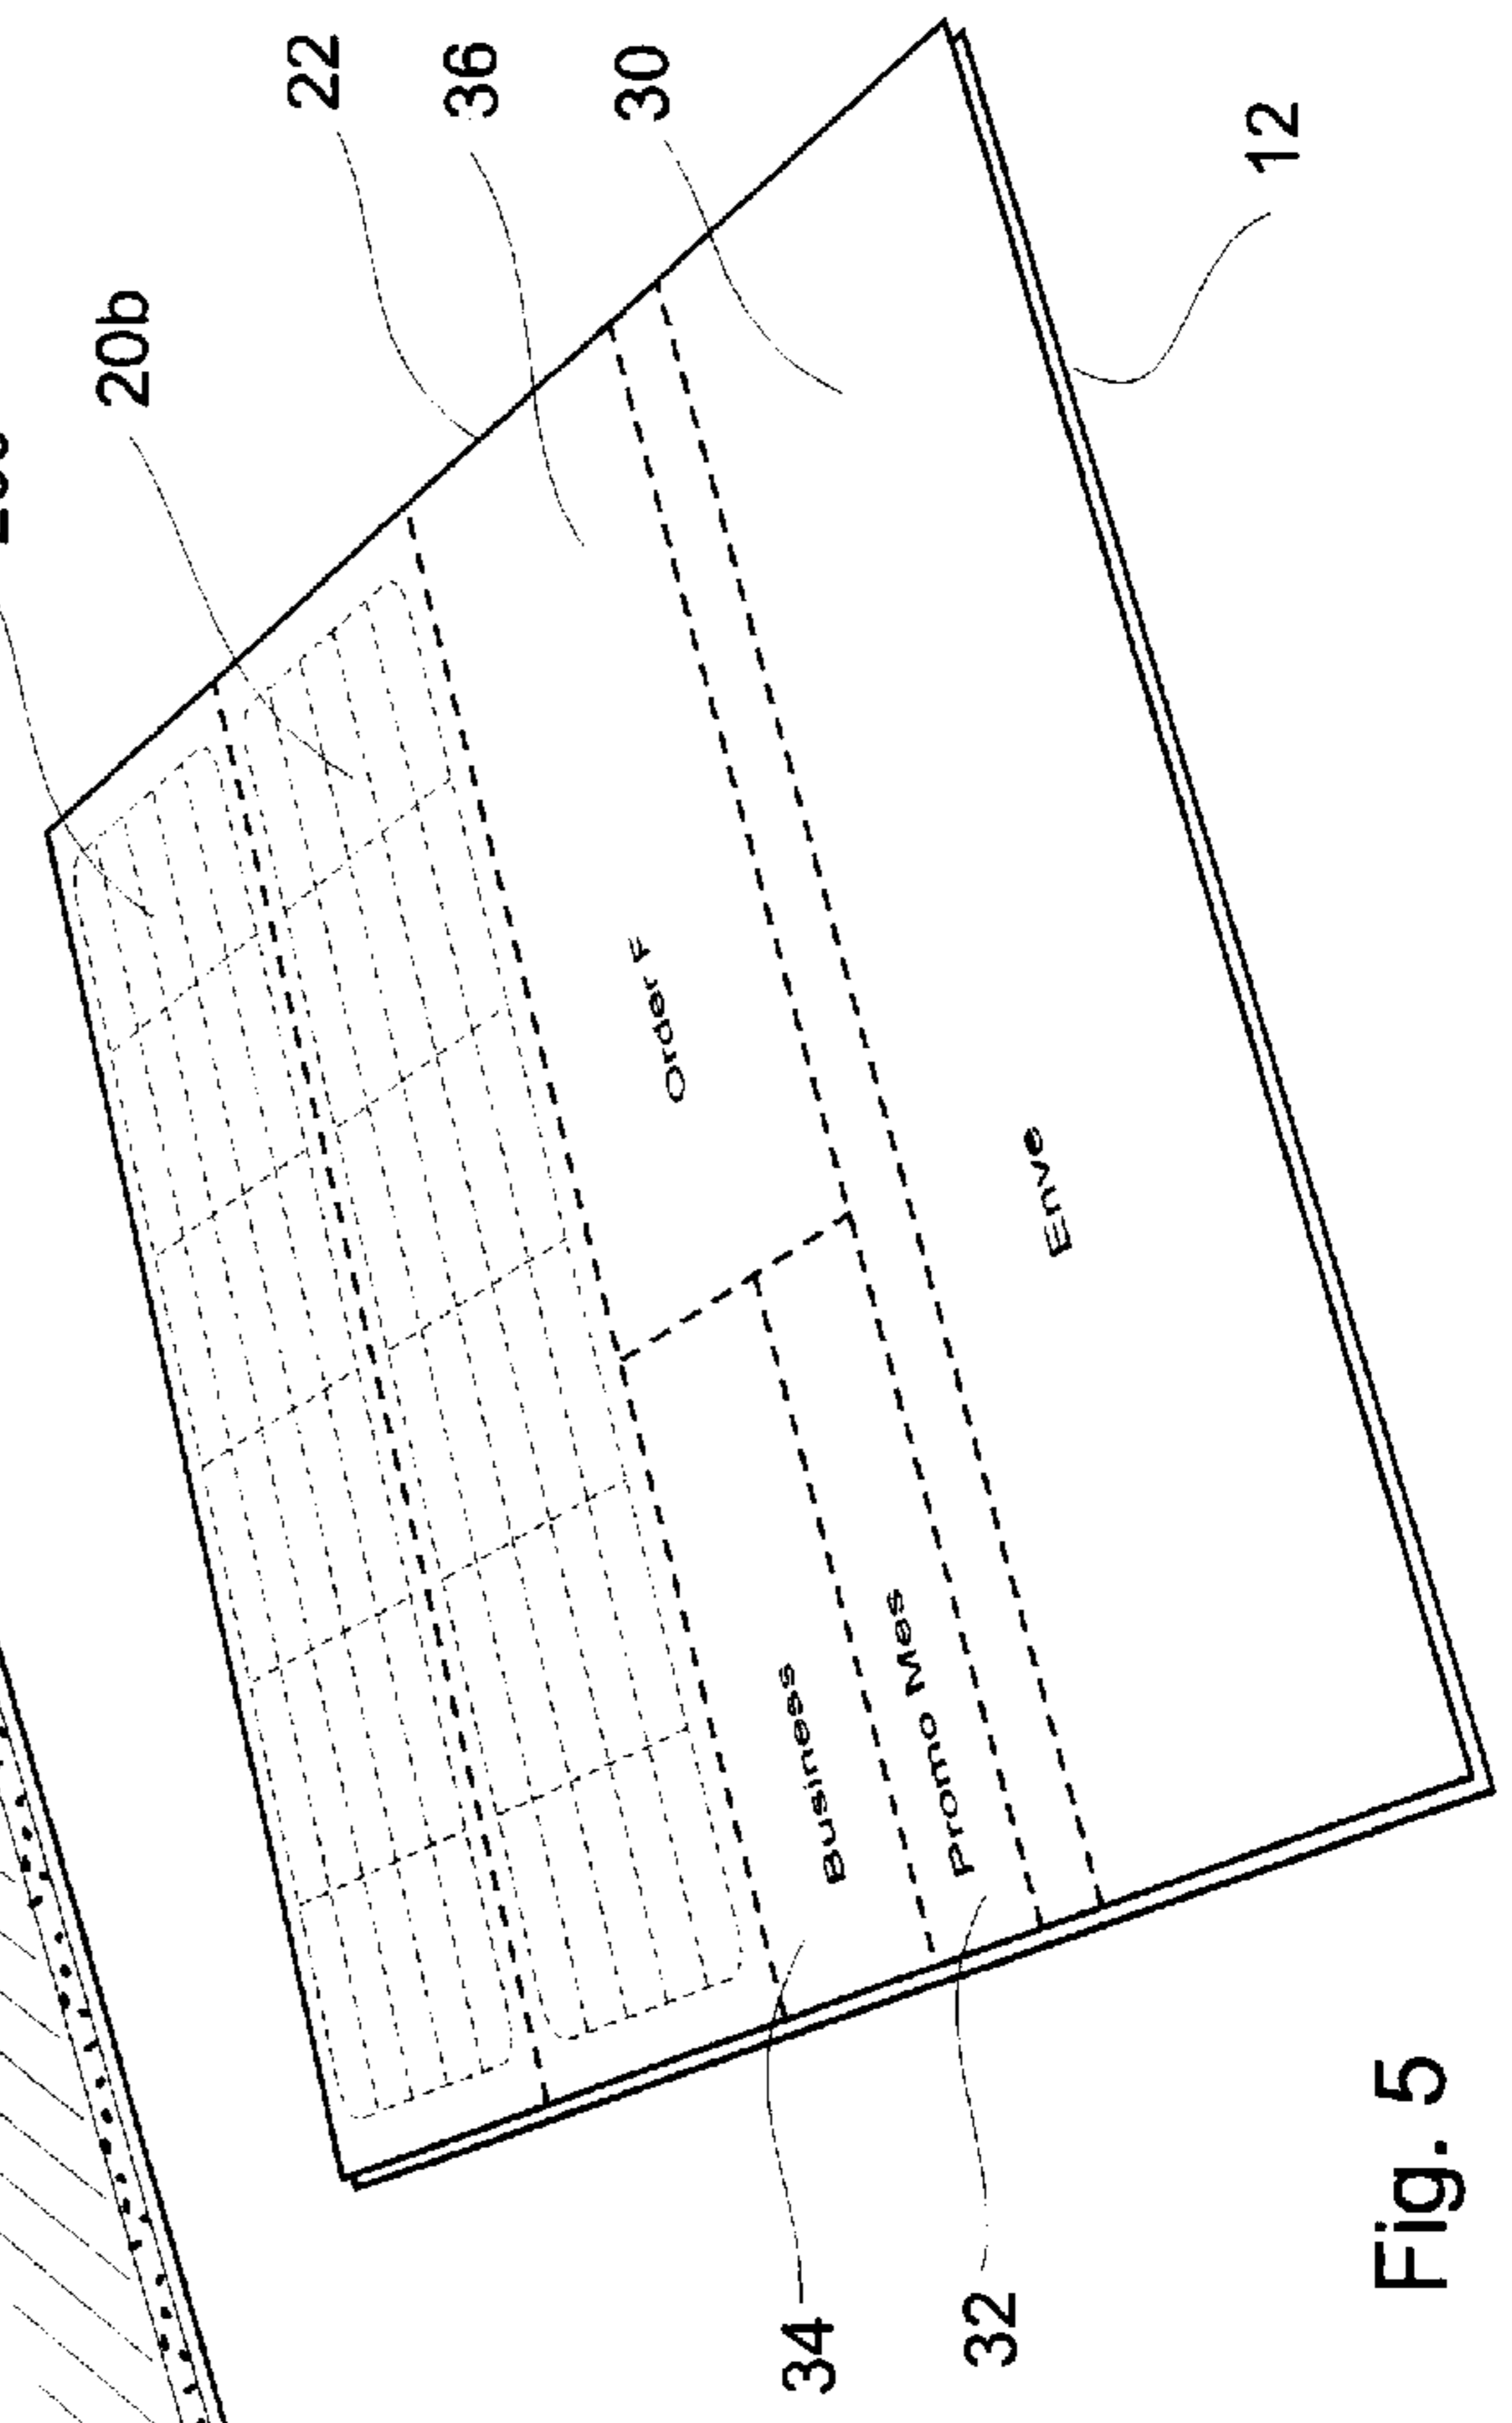 22
36
30
12
20b
Order F
Enve
Business
Promo Mes
34
32
Fig. 5